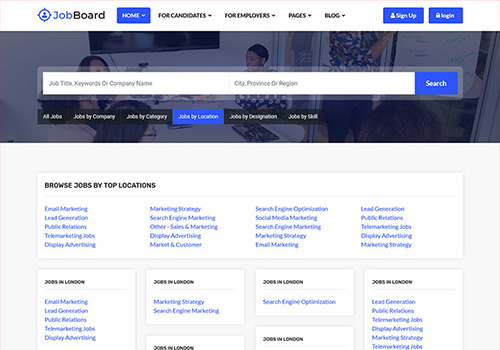 JobBoard
HOME
FOR CANDIDATES
FOR EMPLOYERS
PAGES
BLOG
Sign Up
login
Job Title, Keywords Or Company Name
City, Province Or Region
Search
All Jobs
Jobs by Company
Jobs by Category
Jobs by Location
Jobs by Designation
Jobs by Skill
BROWSE JOBS BY TOP LOCATIONS
Email Marketing
Lead Generation
Public Relations
Telemarketing Jobs
Display Advertising
Marketing Strategy
Search Engine Marketing
Other - Sales & Marketing
Display Advertising
Market & Customer
Search Engine Optimization
Social Media Marketing
Search Engine Marketing
Marketing Strategy
Email Marketing
Lead Generation
Public Relations
Telemarketing Jobs
Display Advertising
Marketing Strategy
JOBS IN LONDON
Email Marketing
Lead Generation
Public Relations
Telemarketing Jobs
Display Advertising
JOBS IN LONDON
Marketing Strategy
Search Engine Marketing
JOBS IN LONDON
JOBS IN LONDON
Search Engine Optimization
JOBS IN LONDON
JOBS IN LONDON
Lead Generation
Public Relations
Telemarketing Jobs
Display Advertising
Marketing Strategy
Telemarketing Jobs